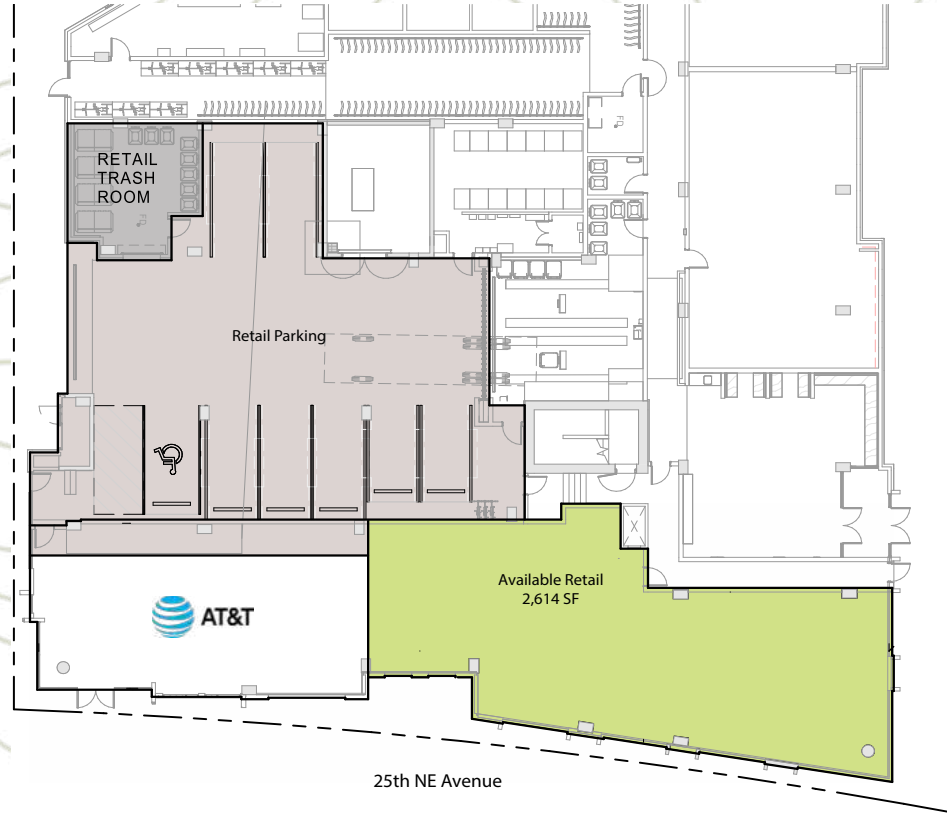 RETAIL
TRASH
ROOM
Retail Parking
AT&T
Available Retail
2,614 SF
25th NE Avenue